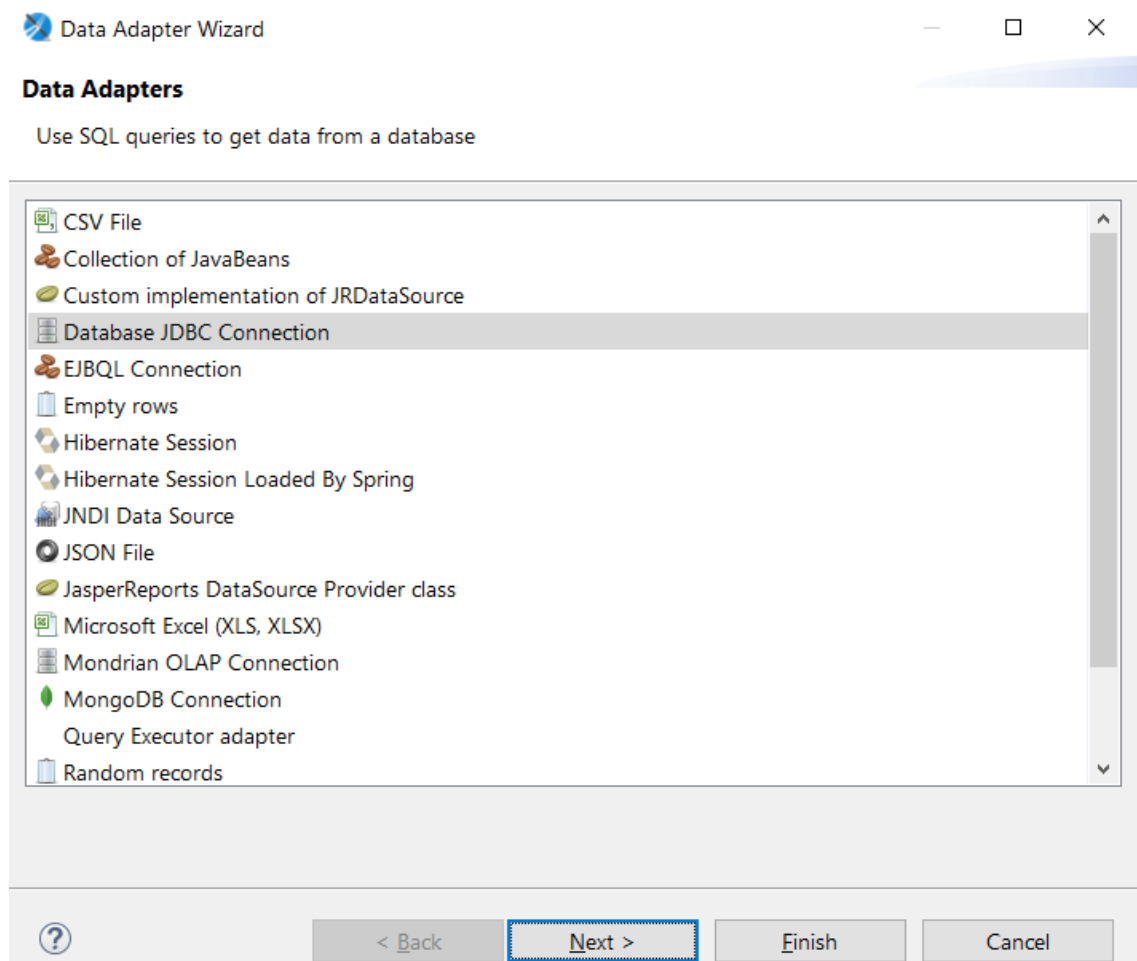 Data Adapter Wizard
Data Adapters
Use SQL queries to get data from a database
CSV File
Collection of JavaBeans
Custom implementation of JRDataSource
Database JDBC Connection
EJBQL Connection
Empty rows
Hibernate Session
Hibernate Session Loaded By Spring
JNDI Data Source
JSON File
JasperReports DataSource Provider class
Microsoft Excel (XLS, XLSX)
Mondrian OLAP Connection
MongoDB Connection
Query Executor adapter
Random records
? < Back Next > Finish Cancel